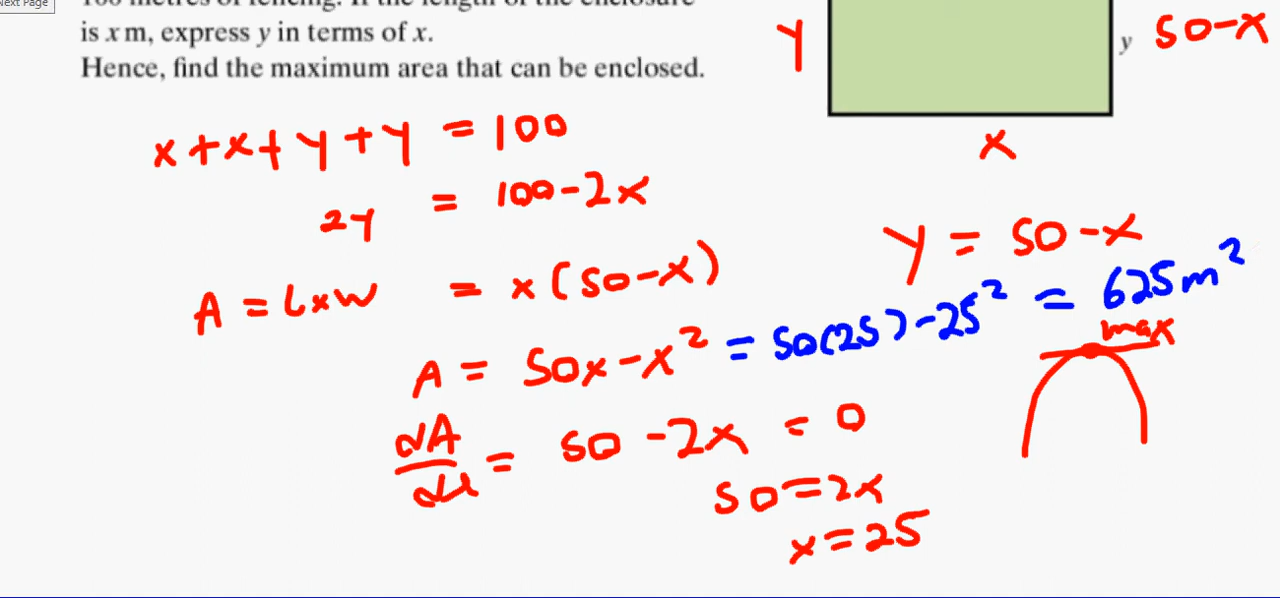 Next Page
100 metres of fencing. If the length of the enclosure
is x m, express y in terms of x.
Hence, find the maximum area that can be enclosed.
y
y 50-x
x
x + x + y + y = 100
2y = 100 - 2x
y = 50 - x
A = L x w = x (50 - x)
A = 50x - x² = 50(25) - 25² = 625m²
max
dA/dx = 50 - 2x = 0
50 = 2x
x = 25